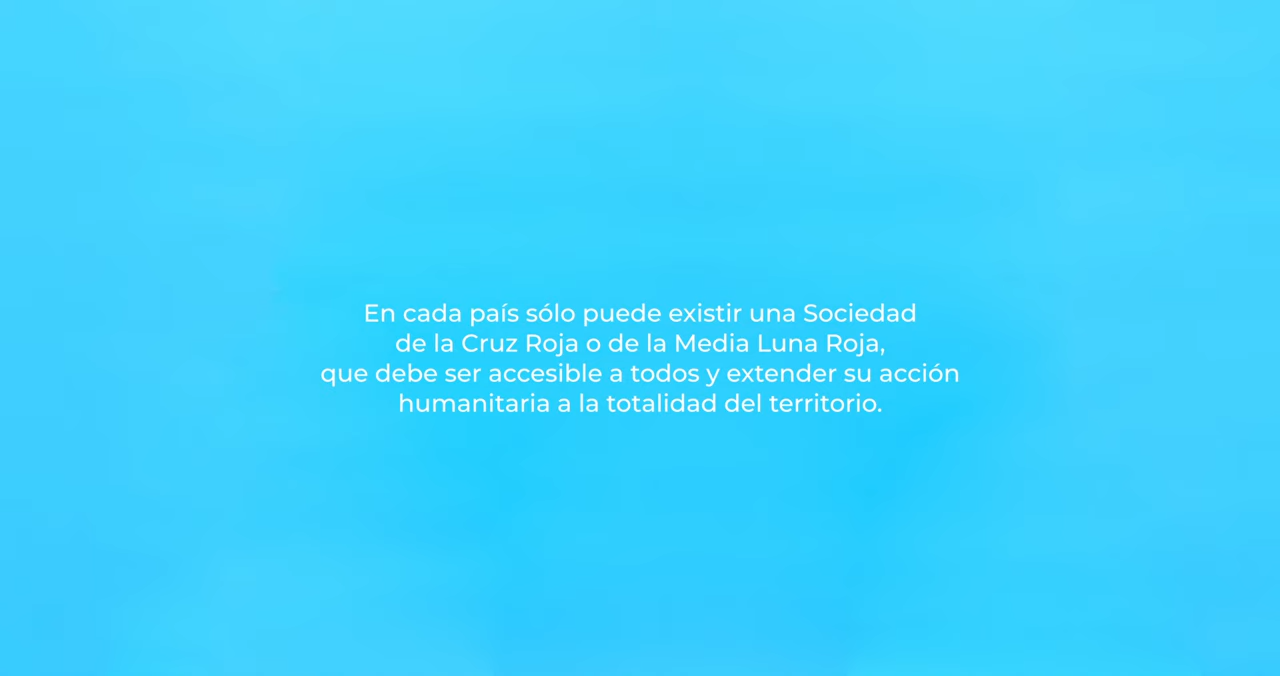 En cada país sólo puede existir una Sociedad
de la Cruz Roja o de la Media Luna Roja,
que debe ser accesible a todos y extender su acción
humanitaria a la totalidad del territorio.